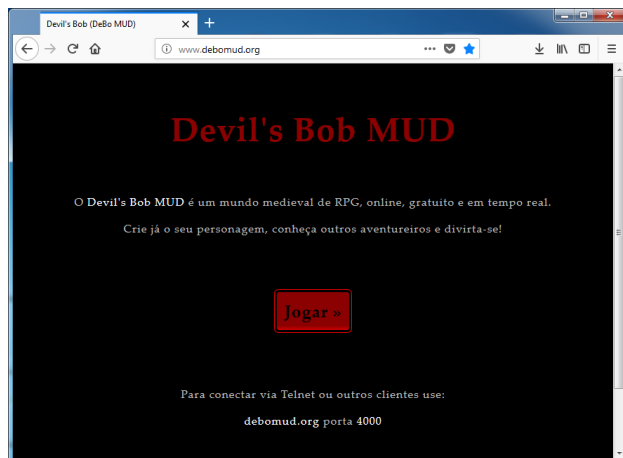 Devil's Bob (DeBo MUD)
www.debomud.org
Devil's Bob MUD
O Devil's Bob MUD é um mundo medieval de RPG, online, gratuito e em tempo real.
Crie já o seu personagem, conheça outros aventureiros e divirta-se!
Jogar »
Para conectar via Telnet ou outros clientes use:
debomud.org porta 4000